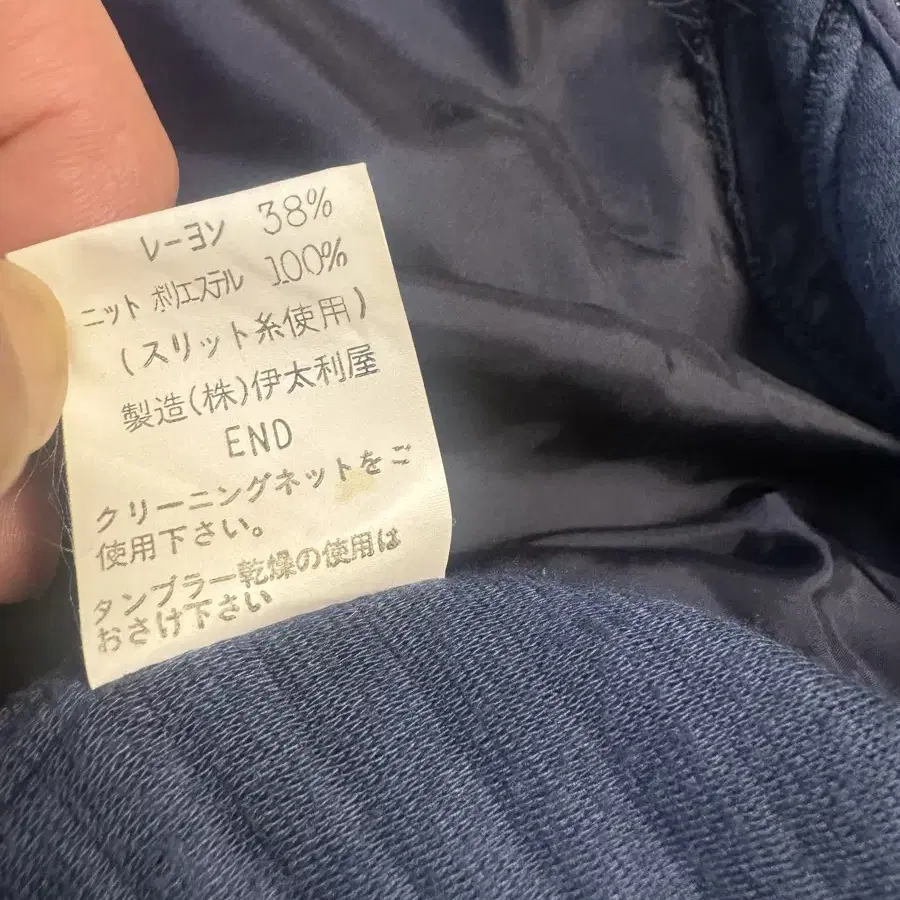 レーヨン 38%
ニット ポリエステル 100%
(スリット糸使用)
製造(株)伊太利屋
END
クリーニングネットをご
使用下さい。
タンブラー乾燥の使用は
おさけ下さい